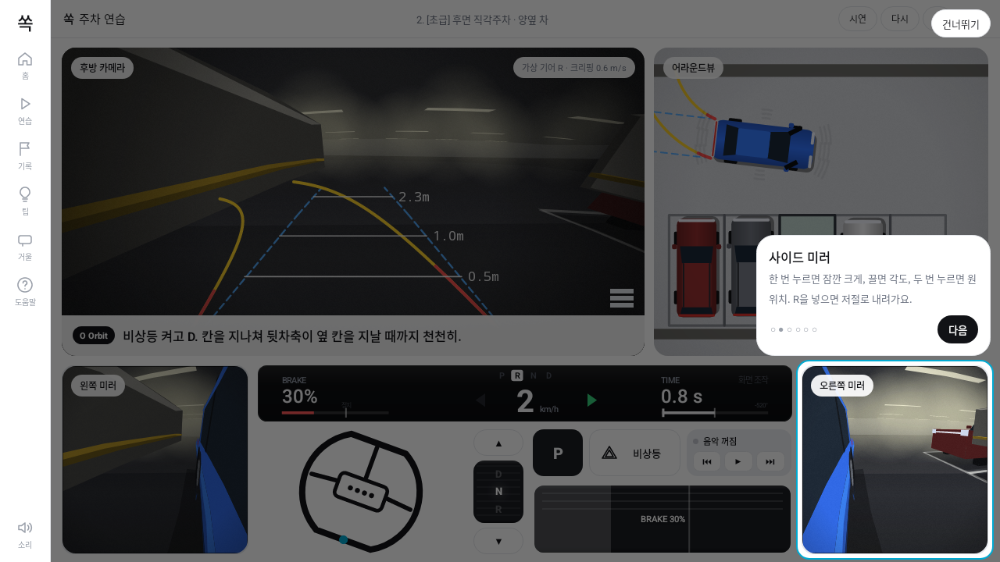 쏙
홈
연습
기록
팁
거울
도움말
소리
쏙 주차 연습
2. [초급] 후면 직각주차 · 양옆 차
시연
다시
건너뛰기
후방 카메라
가상 기어 R · 크리핑 0.6 m/s
2.3m
1.0m
0.5m
O Orbit
비상등 켜고 D. 칸을 지나쳐 뒷차축이 옆 칸을 지날 때까지 천천히.
어라운드뷰
사이드 미러
한 번 누르면 잠깐 크게, 끌면 각도, 두 번 누르면 원
위치. R을 넣으면 저절로 내려가요.
다음
왼쪽 미러
BRAKE
30%
P R N D
2 km/h
TIME
0.8 s
화면 조작
D
N
R
P
비상등
음악 꺼짐
BRAKE 30%
오른쪽 미러